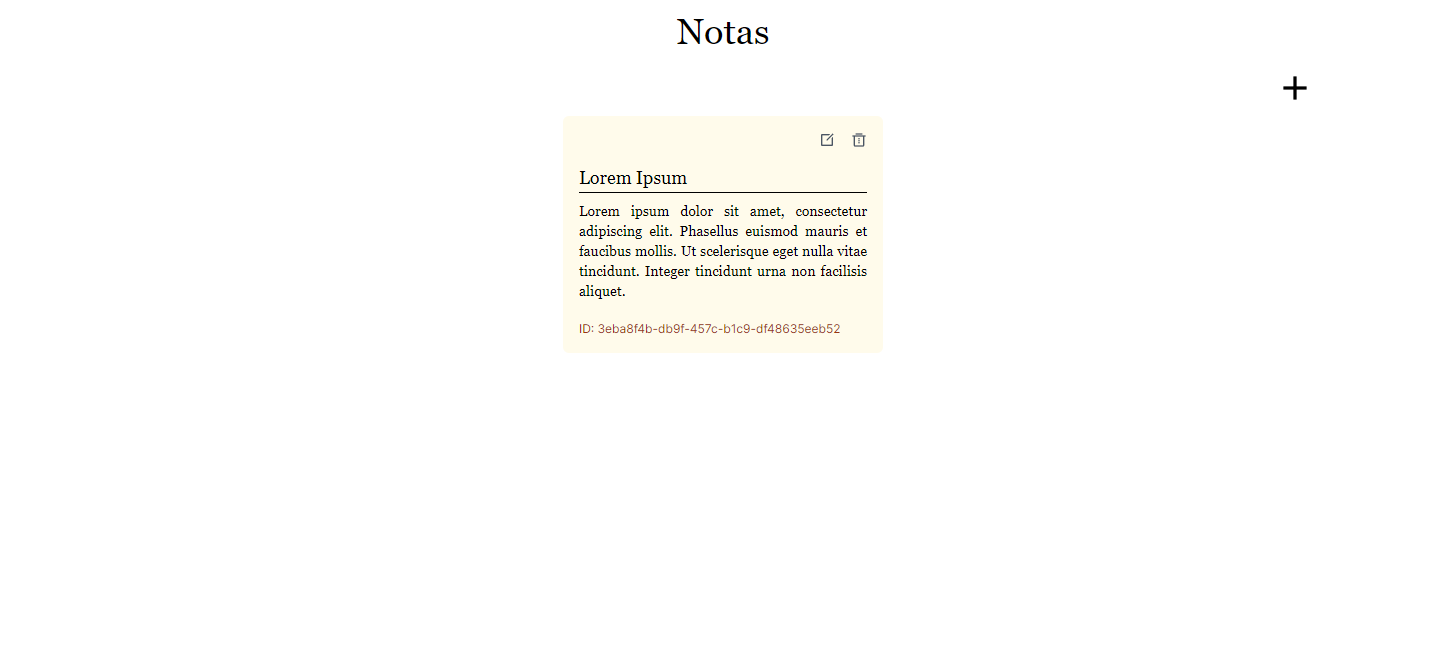 Notas
Lorem Ipsum
Lorem ipsum dolor sit amet, consectetur
adipiscing elit. Phasellus euismod mauris et
faucibus mollis. Ut scelerisque eget nulla vitae
tincidunt. Integer tincidunt urna non facilisis
aliquet.
ID: 3eba8f4b-db9f-457c-b1c9-df48635eeb52